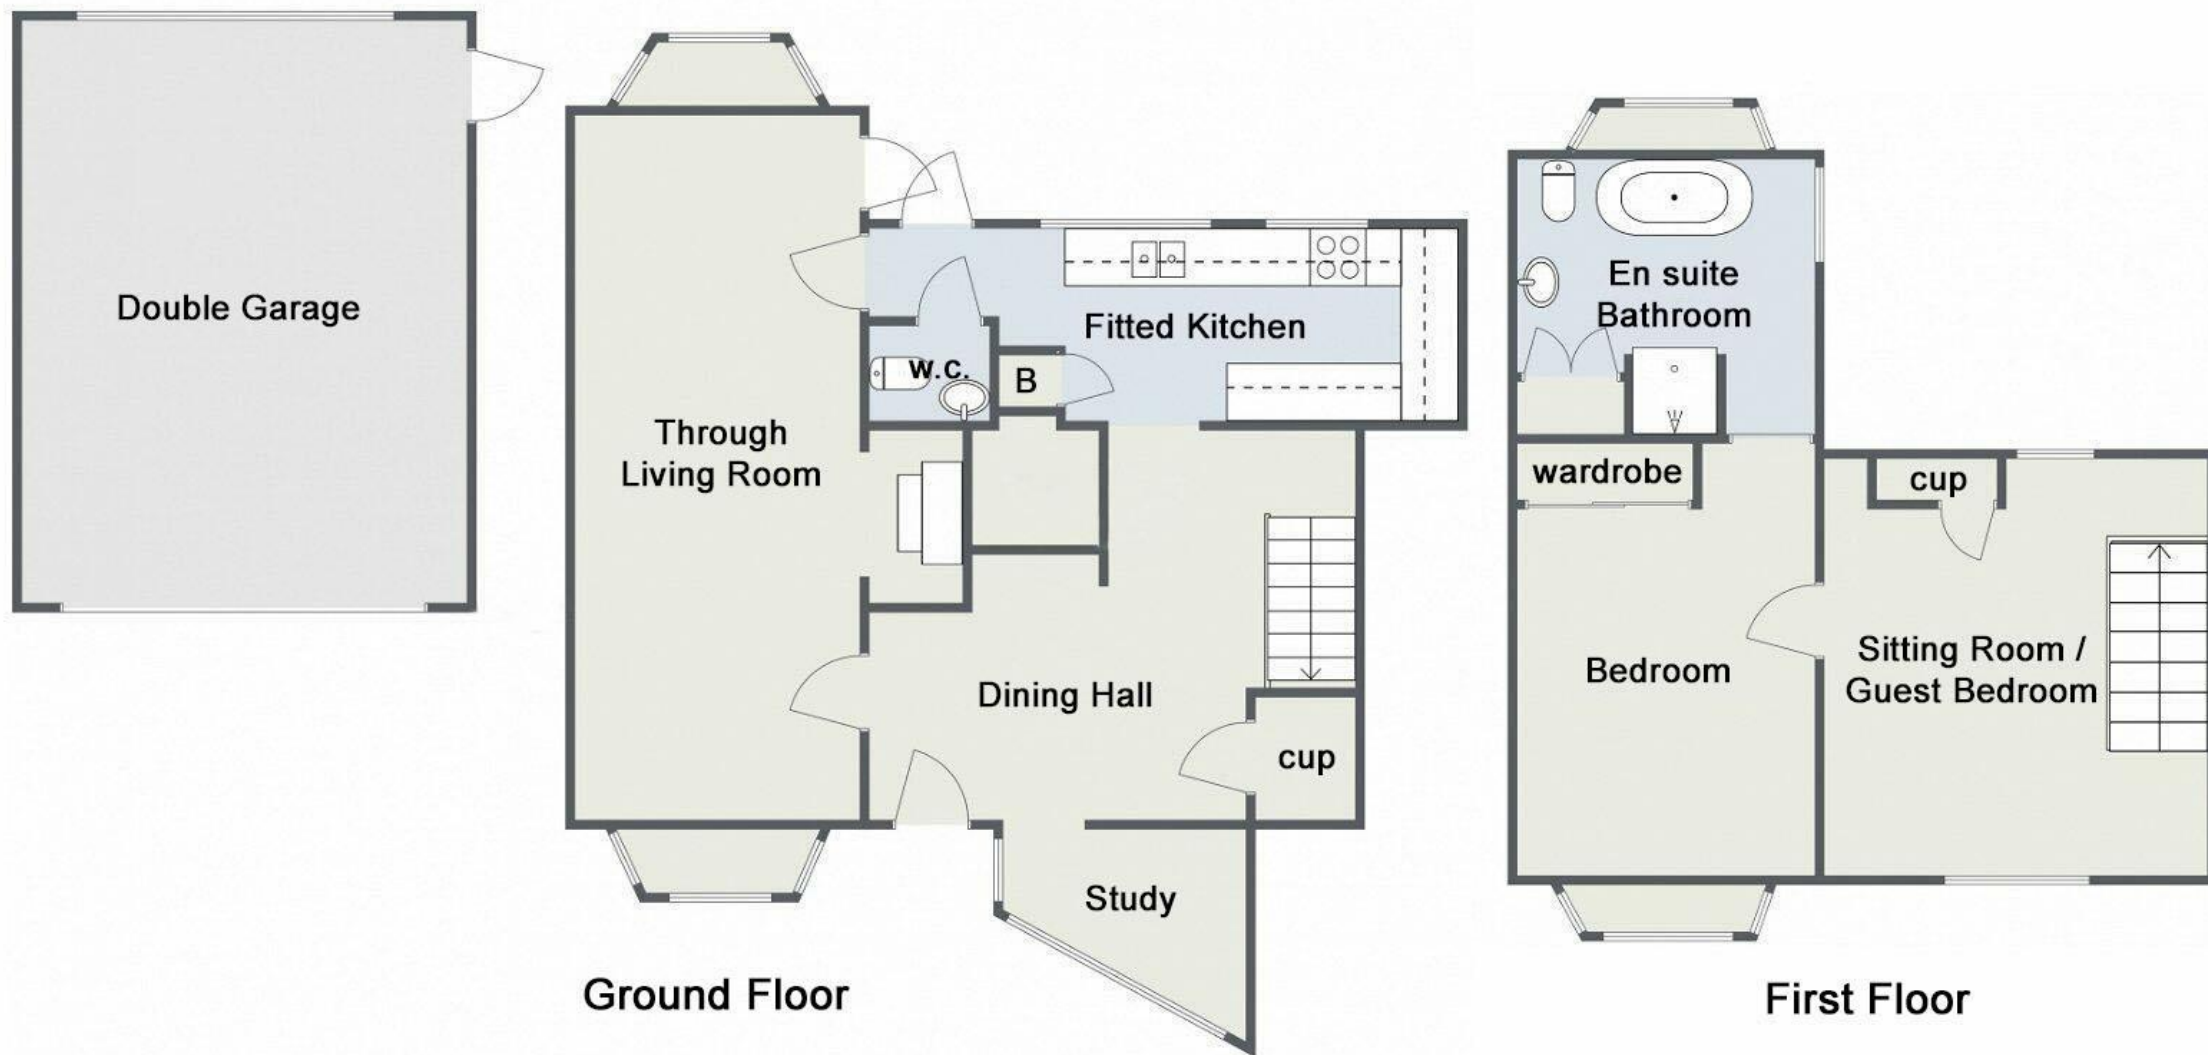 Double Garage
Through
Living Room
w.c.
B
Fitted Kitchen
Dining Hall
cup
Study
Ground Floor
En suite
Bathroom
wardrobe
cup
Bedroom
Sitting Room /
Guest Bedroom
First Floor